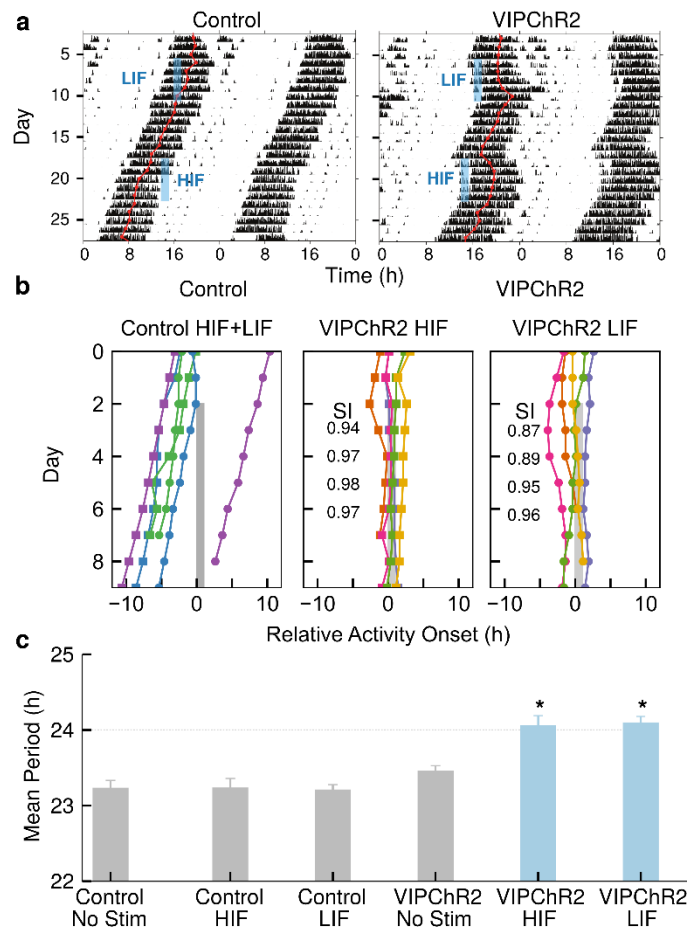 a
Control
VIPChR2
LIF
HIF
LIF
HIF
Day
5
10
15
20
25
0 8 16 0 8 16 0
0 8 16 0 8 16 0
Time (h)
b
Control
VIPChR2
Control HIF+LIF
VIPChR2 HIF
VIPChR2 LIF
Day
0
2
4
6
8
SI
0.94
0.97
0.98
0.97
SI
0.87
0.89
0.95
0.96
−10 0 10
−10 0 10
−10 0 10
Relative Activity Onset (h)
c
Mean Period (h)
25
24
23
22
* *
Control No Stim
Control HIF
Control LIF
VIPChR2 No Stim
VIPChR2 HIF
VIPChR2 LIF